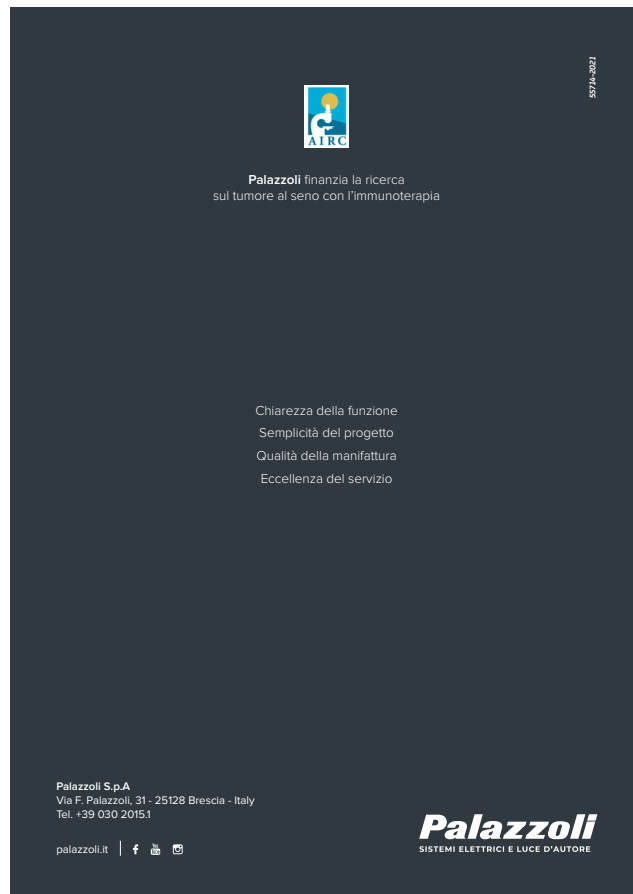 55714-2021
AIRC
Palazzoli finanzia la ricerca
sul tumore al seno con l'immunoterapia
Chiarezza della funzione
Semplicità del progetto
Qualità della manifattura
Eccellenza del servizio
Palazzoli S.p.A
Via F. Palazzoli, 31 - 25128 Brescia - Italy
Tel. +39 030 2015.1
palazzoli.it
Palazzoli
SISTEMI ELETTRICI E LUCE D'AUTORE